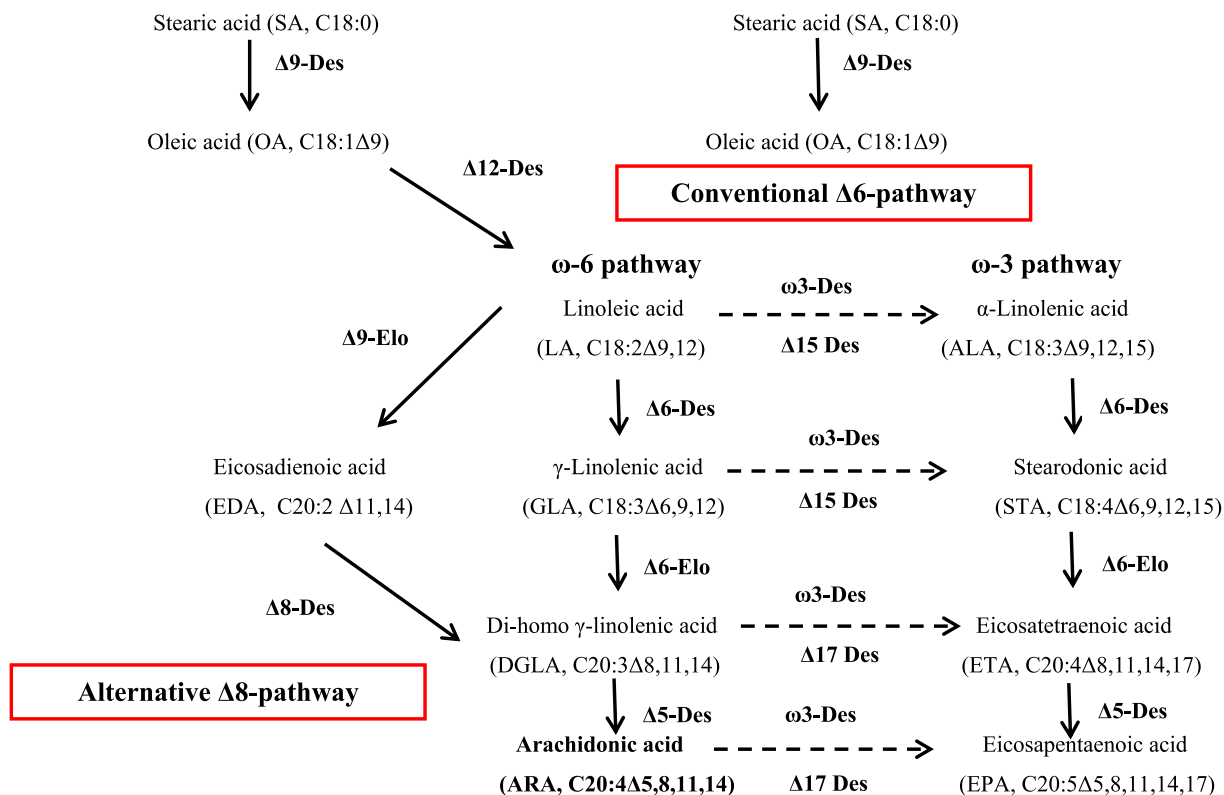 Stearic acid (SA, C18:0)
Stearic acid (SA, C18:0)
Δ9-Des
Δ9-Des
Oleic acid (OA, C18:1Δ9)
Oleic acid (OA, C18:1Δ9)
Δ12-Des
Conventional Δ6-pathway
ω-6 pathway
ω-3 pathway
ω3-Des
Linoleic acid
α-Linolenic acid
Δ9-Elo
(LA, C18:2Δ9,12)
Δ15 Des
(ALA, C18:3Δ9,12,15)
Δ6-Des
Δ6-Des
ω3-Des
Eicosadienoic acid
γ-Linolenic acid
Stearodonic acid
(EDA, C20:2 Δ11,14)
(GLA, C18:3Δ6,9,12)
Δ15 Des
(STA, C18:4Δ6,9,12,15)
Δ6-Elo
Δ6-Elo
ω3-Des
Δ8-Des
Di-homo γ-linolenic acid
Eicosatetraenoic acid
(DGLA, C20:3Δ8,11,14)
Δ17 Des
(ETA, C20:4Δ8,11,14,17)
Alternative Δ8-pathway
Δ5-Des
ω3-Des
Δ5-Des
Arachidonic acid
Eicosapentaenoic acid
(ARA, C20:4Δ5,8,11,14)
Δ17 Des
(EPA, C20:5Δ5,8,11,14,17)